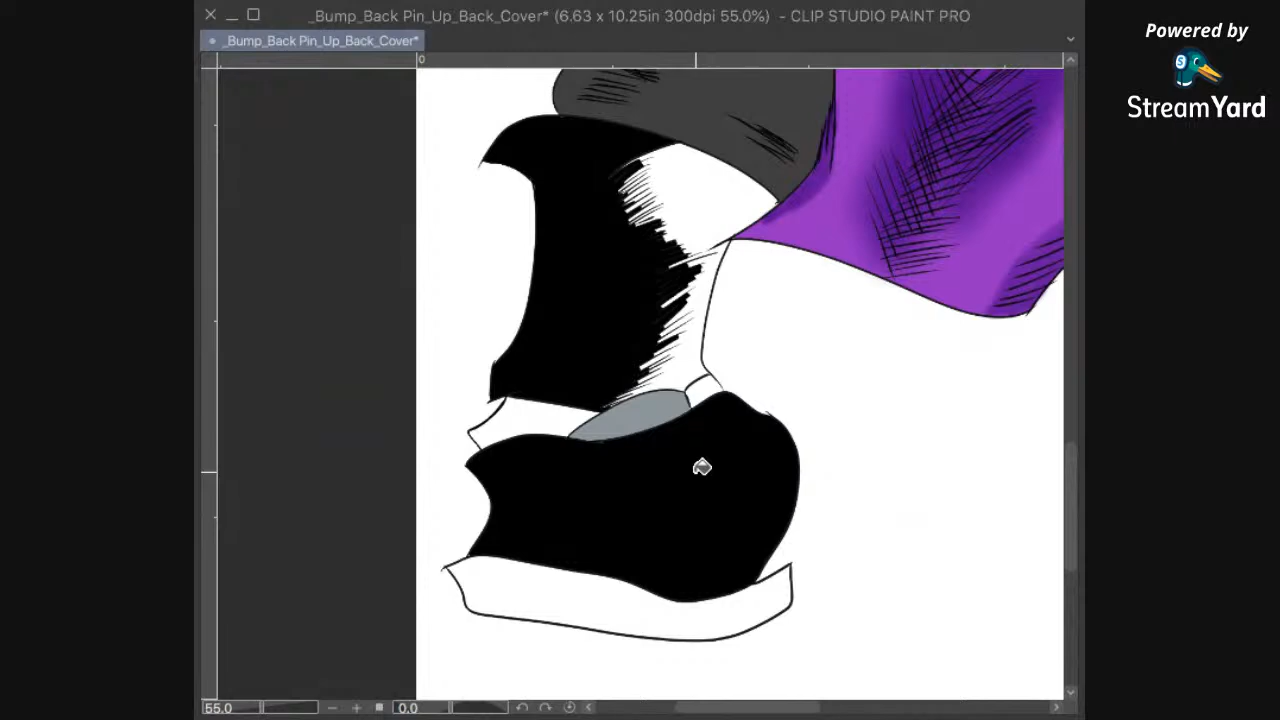 _Bump_Back Pin_Up_Back_Cover* (6.63 x 10.25in 300dpi 55.0%) - CLIP STUDIO PAINT PRO
_Bump_Back Pin_Up_Back_Cover*
0
55.0
0.0
Powered by
StreamYard